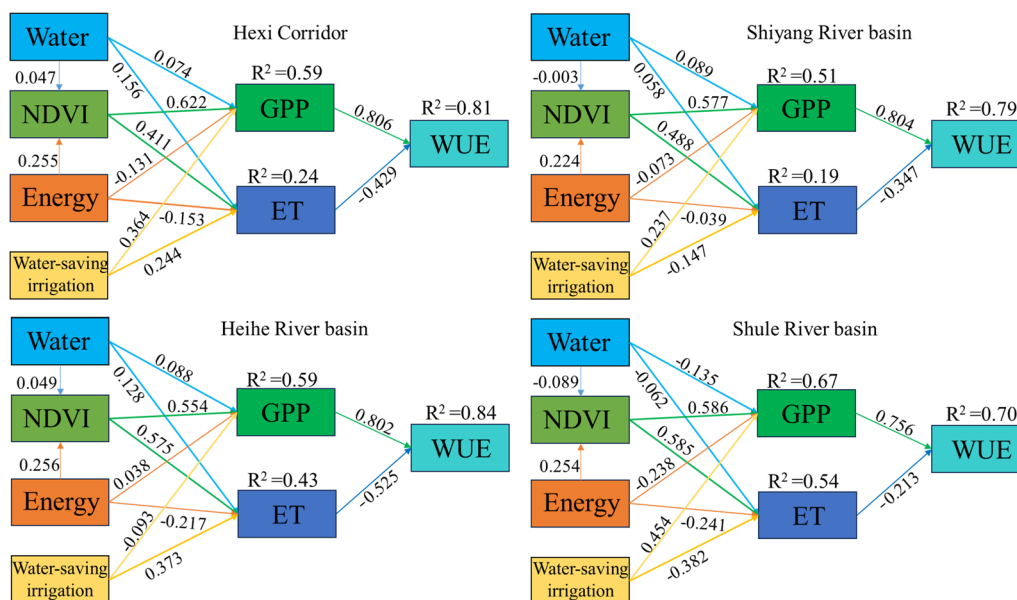 Hexi Corridor
Water
0.047
NDVI
0.255
Energy
Water-saving
irrigation
0.074
0.156
0.622
0.411
-0.131
-0.153
0.364
0.244
R² =0.59
GPP
R² =0.24
ET
0.806
-0.429
R² =0.81
WUE
Shiyang River basin
Water
-0.003
NDVI
0.224
Energy
Water-saving
irrigation
0.089
0.058
0.577
0.488
-0.073
-0.039
0.237
-0.147
R² =0.51
GPP
R² =0.19
ET
0.804
-0.347
R² =0.79
WUE
Heihe River basin
Water
0.049
NDVI
0.256
Energy
Water-saving
irrigation
0.088
0.128
0.554
0.575
0.038
-0.217
-0.093
0.373
R² =0.59
GPP
R² =0.43
ET
0.802
-0.525
R² =0.84
WUE
Shule River basin
Water
-0.089
NDVI
0.254
Energy
Water-saving
irrigation
-0.135
-0.062
0.586
0.585
-0.238
-0.241
0.454
-0.382
R² =0.67
GPP
R² =0.54
ET
0.756
-0.213
R² =0.70
WUE